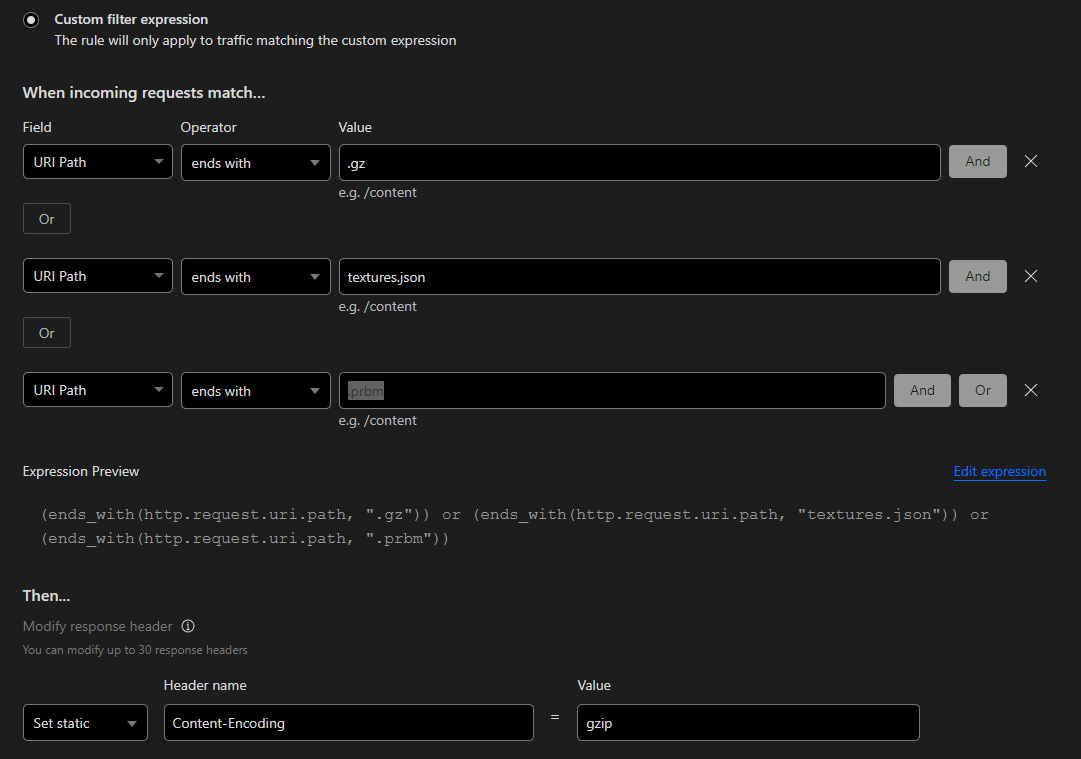 Custom filter expression
The rule will only apply to traffic matching the custom expression
When incoming requests match...
Field Operator Value
URI Path ends with .gz And
e.g. /content
Or
URI Path ends with textures.json And
e.g. /content
Or
URI Path ends with .prbm And Or
e.g. /content
Expression Preview Edit expression
(ends_with(http.request.uri.path, ".gz")) or (ends_with(http.request.uri.path, "textures.json")) or
(ends_with(http.request.uri.path, ".prbm"))
Then...
Modify response header
You can modify up to 30 response headers
Header name Value
Set static Content-Encoding = gzip